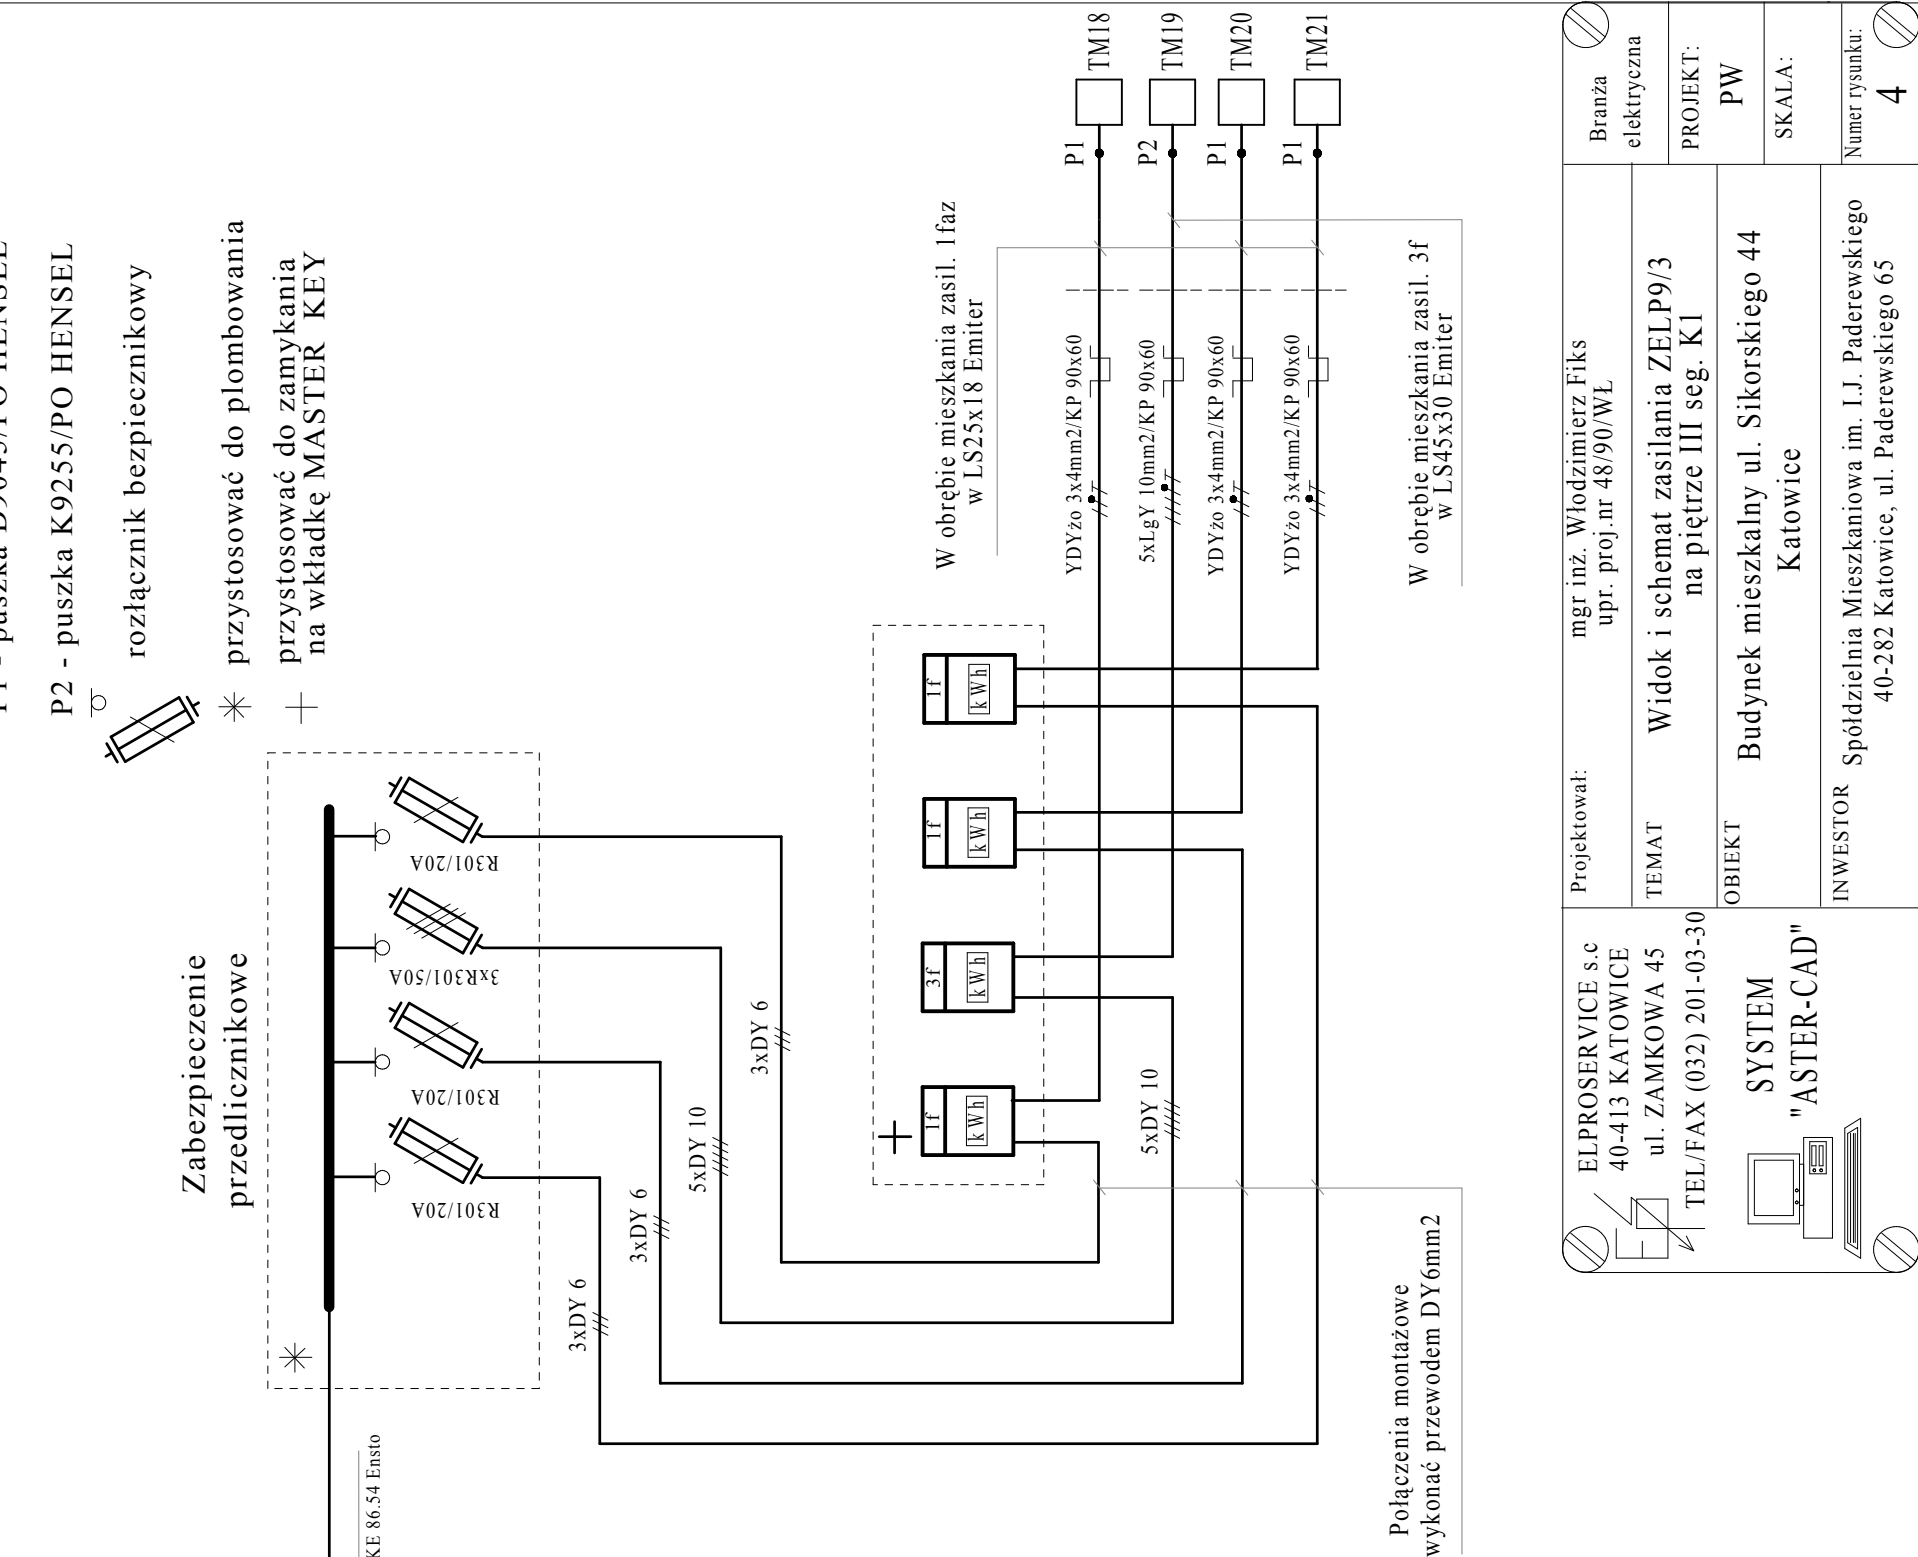 P2 - puszka K9255/PO HENSEL
rozłącznik bezpiecznikowy
przystosować do plombowania
przystosować do zamykania
na wkładkę MASTER KEY
Zabezpieczenie
przedlicznikowe
R301/20A
R301/20A
3xR301/50A
R301/20A
KE 86.54 Ensto
3xDY 6
3xDY 6
5xDY 10
3xDY 6
1f
kWh
3f
kWh
1f
kWh
1f
kWh
5xDY 10
W obrębie mieszkania zasil. 1faz
w LS25x18 Emiter
YDYżo 3x4mm2/KP 90x60
5xLgY 10mm2/KP 90x60
YDYżo 3x4mm2/KP 90x60
YDYżo 3x4mm2/KP 90x60
P1
TM18
P2
TM19
P1
TM20
P1
TM21
W obrębie mieszkania zasil. 3f
w LS45x30 Emiter
Połączenia montażowe
wykonać przewodem DY6mm2
ELPROSERVICE s.c
40-413 KATOWICE
ul. ZAMKOWA 45
TEL/FAX (032) 201-03-30
SYSTEM
"ASTER-CAD"
Projektował:
mgr inż. Włodzimierz Fiks
upr. proj.nr 48/90/WŁ
TEMAT
Widok i schemat zasilania ZELP9/3
na piętrze III seg. K1
OBIEKT
Budynek mieszkalny ul. Sikorskiego 44
Katowice
INWESTOR
Spółdzielnia Mieszkaniowa im. I.J. Paderewskiego
40-282 Katowice, ul. Paderewskiego 65
Branża
elektryczna
PROJEKT:
PW
SKALA:
Numer rysunku:
4